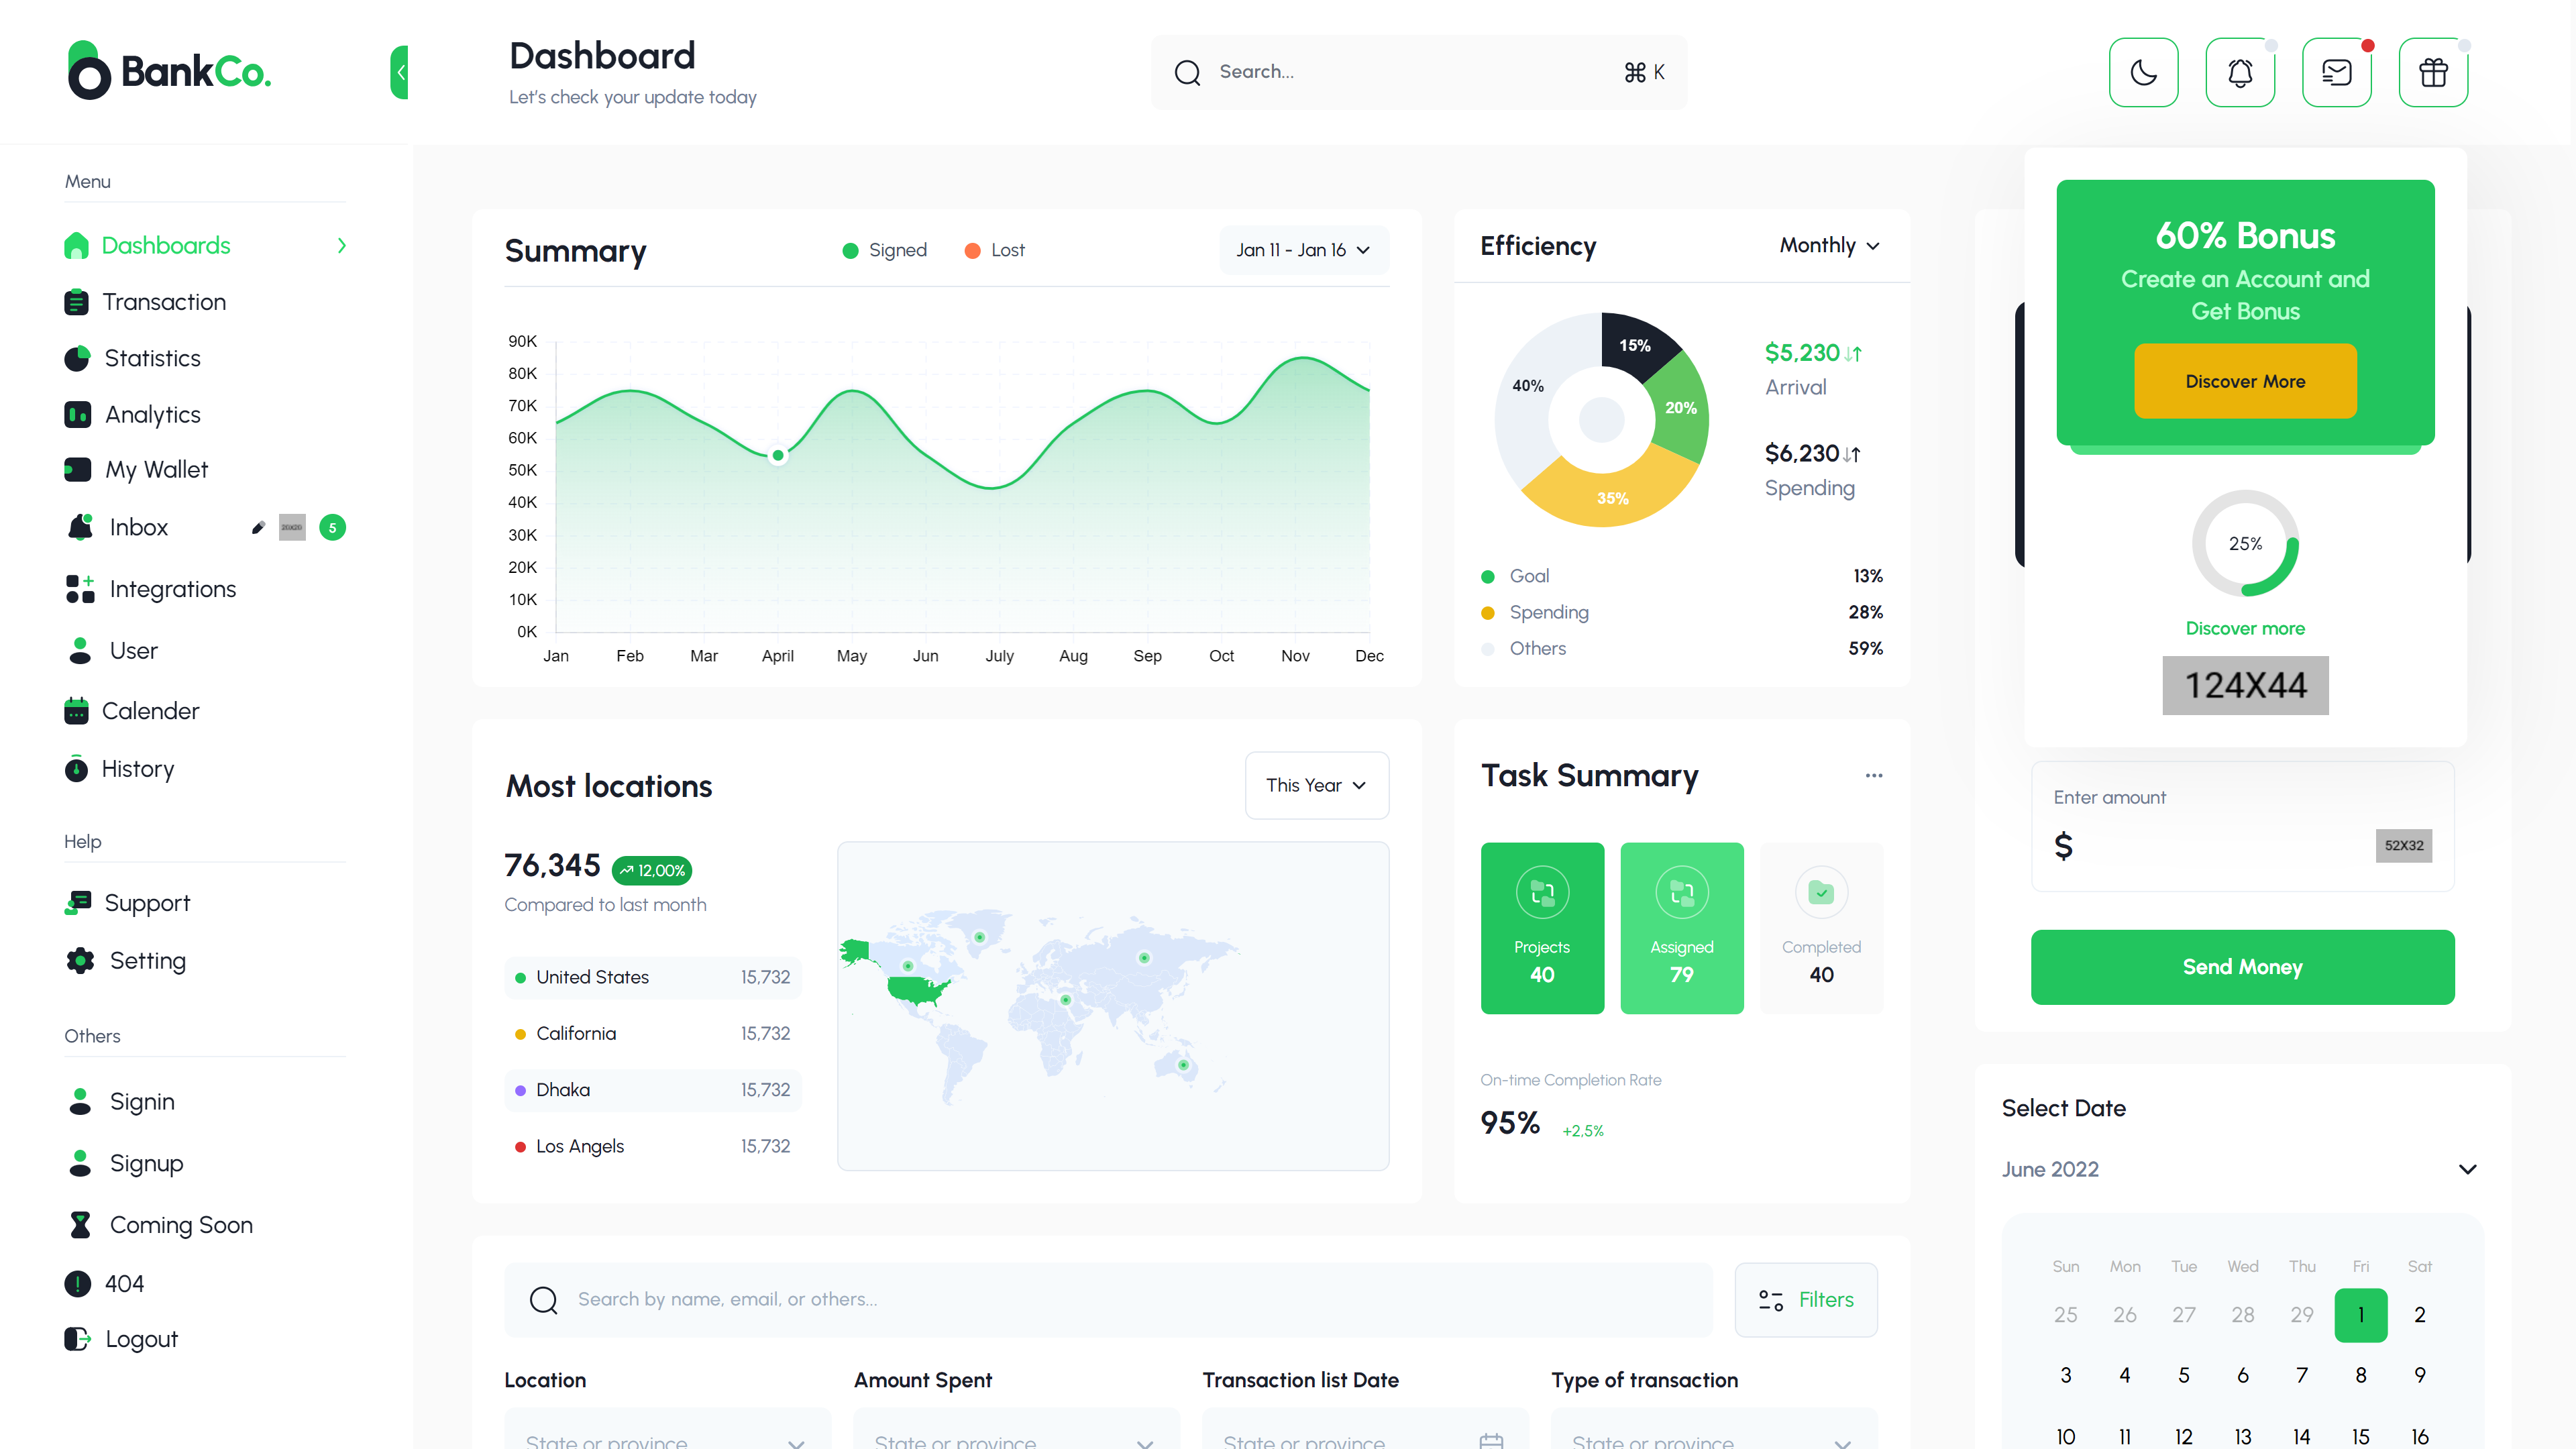 BankCo.
Dashboard
Let's check your update today
Search...
⌘ K
Menu
Dashboards
Transaction
Statistics
Analytics
My Wallet
Inbox
20X20
5
Integrations
User
Calender
History
Help
Support
Setting
Others
Signin
Signup
Coming Soon
404
Logout
Summary
Signed
Lost
Jan 11 - Jan 16
90K
80K
70K
60K
50K
40K
30K
20K
10K
0K
Jan Feb Mar April May Jun July Aug Sep Oct Nov Dec
Efficiency
Monthly
15%
40%
20%
35%
$5,230
Arrival
$6,230
Spending
Goal 13%
Spending 28%
Others 59%
60% Bonus
Create an Account and
Get Bonus
Discover More
25%
Discover more
124X44
Most locations
This Year
76,345
12,00%
Compared to last month
United States 15,732
California 15,732
Dhaka 15,732
Los Angels 15,732
Task Summary
...
Projects
40
Assigned
79
Completed
40
On-time Completion Rate
95%
+2,5%
Enter amount
$
52X32
Send Money
Select Date
June 2022
Sun Mon Tue Wed Thu Fri Sat
25 26 27 28 29 1 2
3 4 5 6 7 8 9
10 11 12 13 14 15 16
Search by name, email, or others...
Filters
Location
Amount Spent
Transaction list Date
Type of transaction
State or province
State or province
State or province
State or province